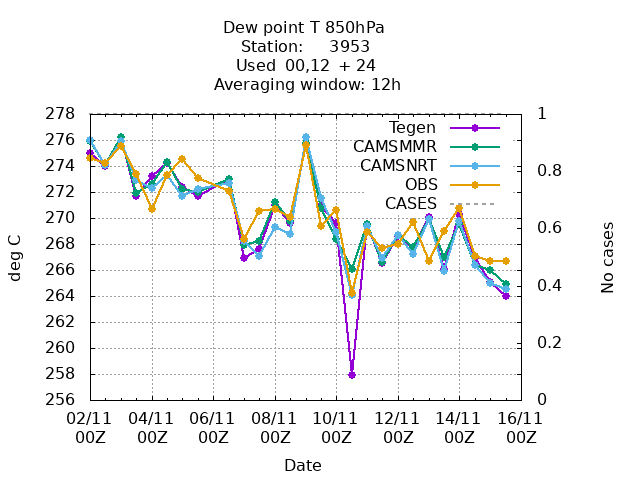 Dew point T 850hPa
Station: 3953
Used 00,12 + 24
Averaging window: 12h
278
276
274
272
270
268
266
264
262
260
258
256
deg C
1
0.8
0.6
0.4
0.2
0
No cases
Tegen
CAMSMMR
CAMSNRT
OBS
CASES
02/11 04/11 06/11 08/11 10/11 12/11 14/11 16/11
00Z 00Z 00Z 00Z 00Z 00Z 00Z 00Z
Date